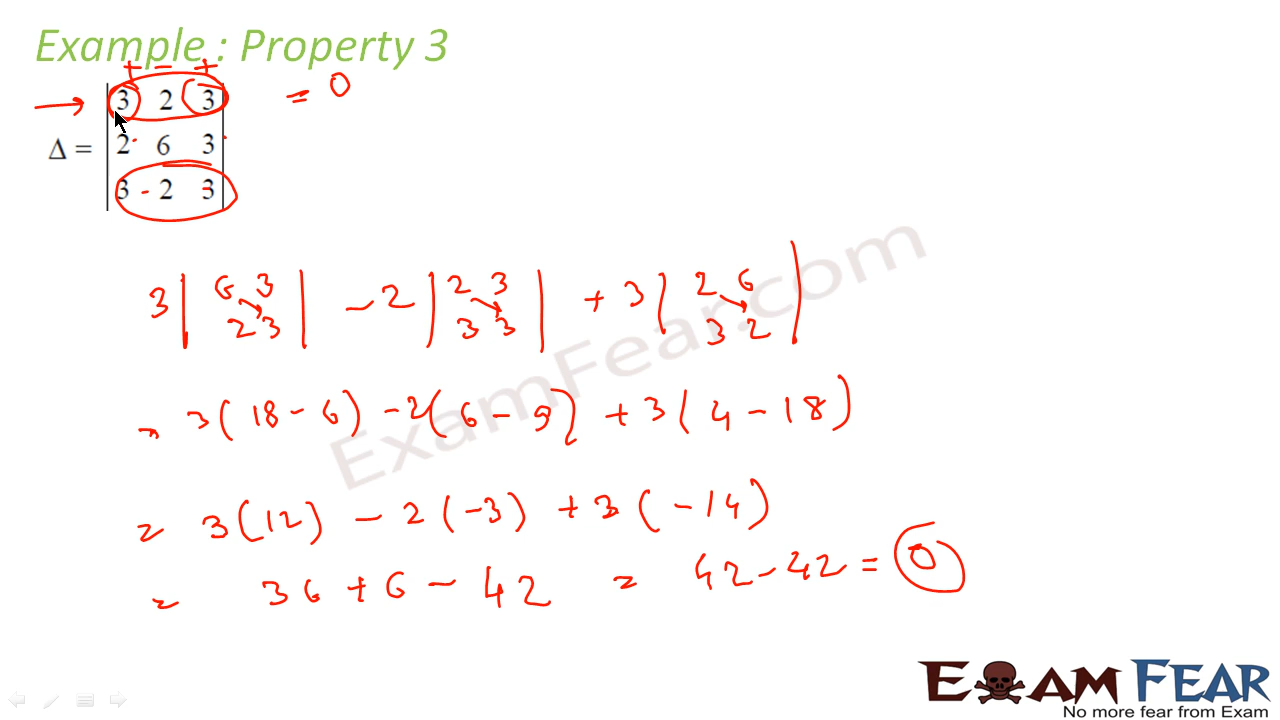 Example : Property 3
+ - +
→ | 3 2 3 | = 0
Δ = | 2 6 3 |
| 3 - 2 3 |
3 | 6 3 | - 2 | 2 3 | + 3 | 2 6 |
| 2 3 | | 3 3 | | 3 2 |
= 3 ( 18 - 6 ) - 2 ( 6 - 9 ) + 3 ( 4 - 18 )
= 3 ( 12 ) - 2 ( -3 ) + 3 ( -14 )
= 36 + 6 - 42 = 42 - 42 = 0
ExamFear.com
EXAM FEAR
No more fear from Exam